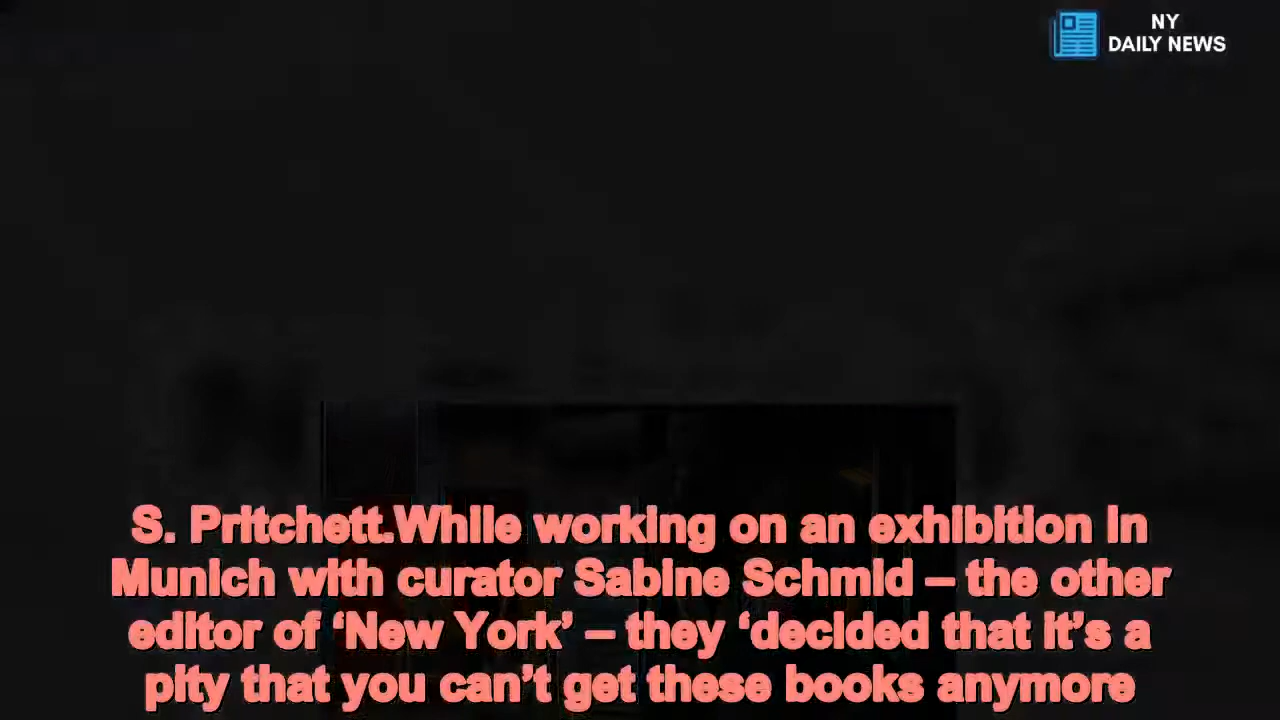 NY
DAILY NEWS
S. Pritchett.While working on an exhibition in
Munich with curator Sabine Schmid – the other
editor of ‘New York’ – they ‘decided that it’s a
pity that you can’t get these books anymore